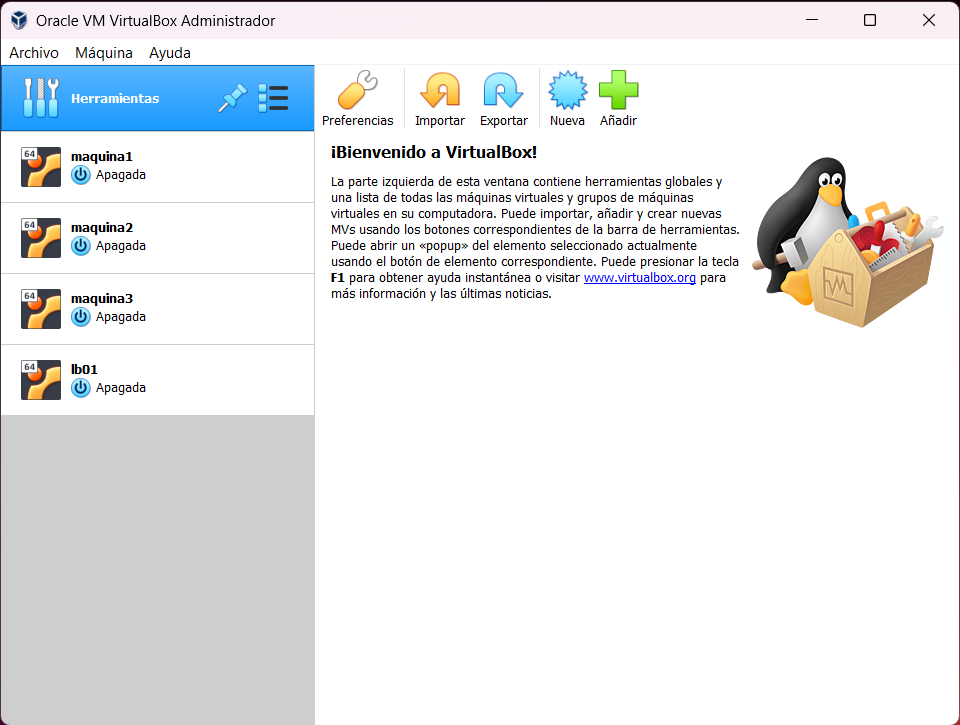 Oracle VM VirtualBox Administrador
Archivo Máquina Ayuda
Herramientas
Preferencias Importar Exportar Nueva Añadir
64
maquina1
Apagada
64
maquina2
Apagada
64
maquina3
Apagada
64
lb01
Apagada
¡Bienvenido a VirtualBox!
La parte izquierda de esta ventana contiene herramientas globales y
una lista de todas las máquinas virtuales y grupos de máquinas
virtuales en su computadora. Puede importar, añadir y crear nuevas
MVs usando los botones correspondientes de la barra de herramientas.
Puede abrir un «popup» del elemento seleccionado actualmente
usando el botón de elemento correspondiente. Puede presionar la tecla
F1 para obtener ayuda instantánea o visitar www.virtualbox.org para
más información y las últimas noticias.